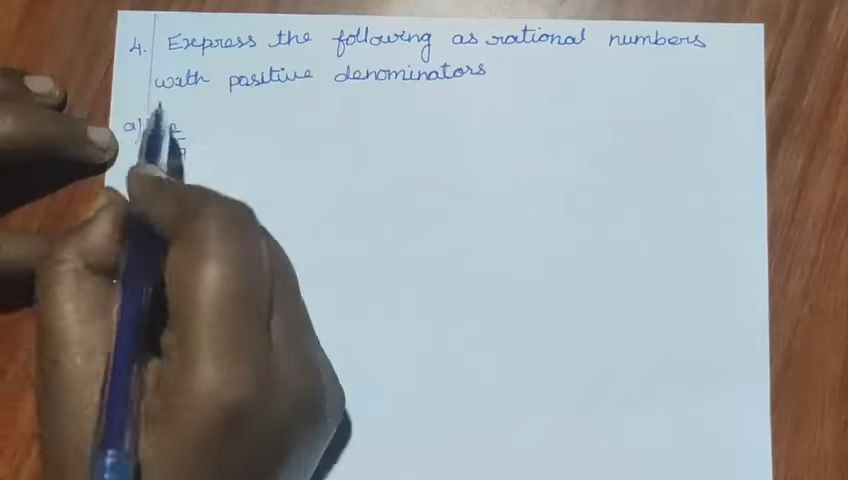 4. Express the following as rational numbers
with positive denominators
a)